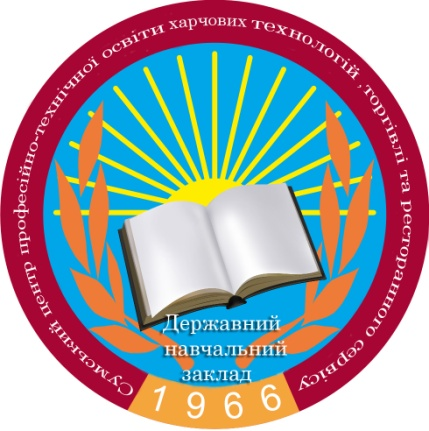 Сумський центр професійно-технічної освіти харчових технологій ,торгівлі та ресторанного сервісу
Державний
навчальний
заклад
1966